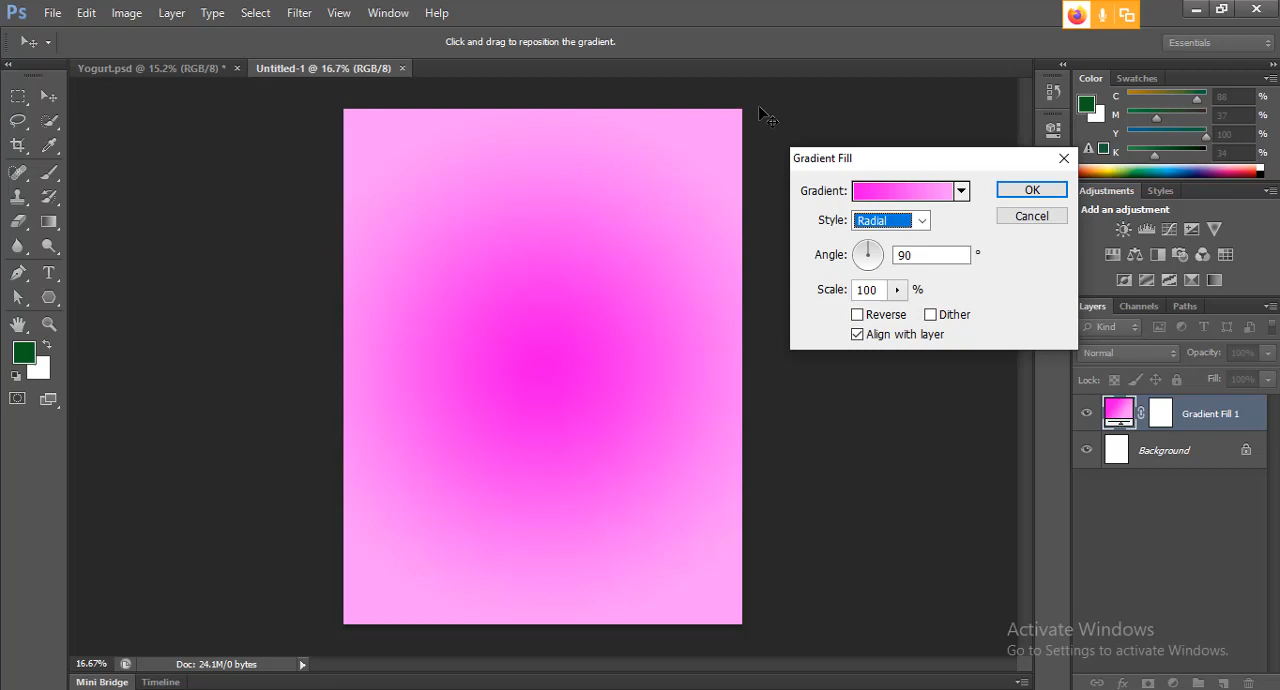 Ps File Edit Image Layer Type Select Filter View Window Help
Click and drag to reposition the gradient.
Essentials
Yogurt.psd @ 15.2% (RGB/8) * ×
Untitled-1 @ 16.7% (RGB/8) ×
Color Swatches
C 88 %
M 37 %
Y 100 %
K 34 %
Gradient Fill
Gradient:
OK
Style: Radial
Cancel
Angle: 90 °
Scale: 100 %
Reverse Dither
Align with layer
Adjustments Styles
Add an adjustment
Layers Channels Paths
Kind
Normal Opacity: 100%
Lock: Fill: 100%
Gradient Fill 1
Background
Activate Windows
Go to Settings to activate Windows.
16.67% Doc: 24.1M/0 bytes
Mini Bridge Timeline